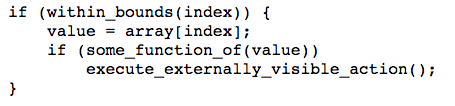 if (within_bounds(index)) {
    value = array[index];
    if (some_function_of(value))
        execute_externally_visible_action();
}